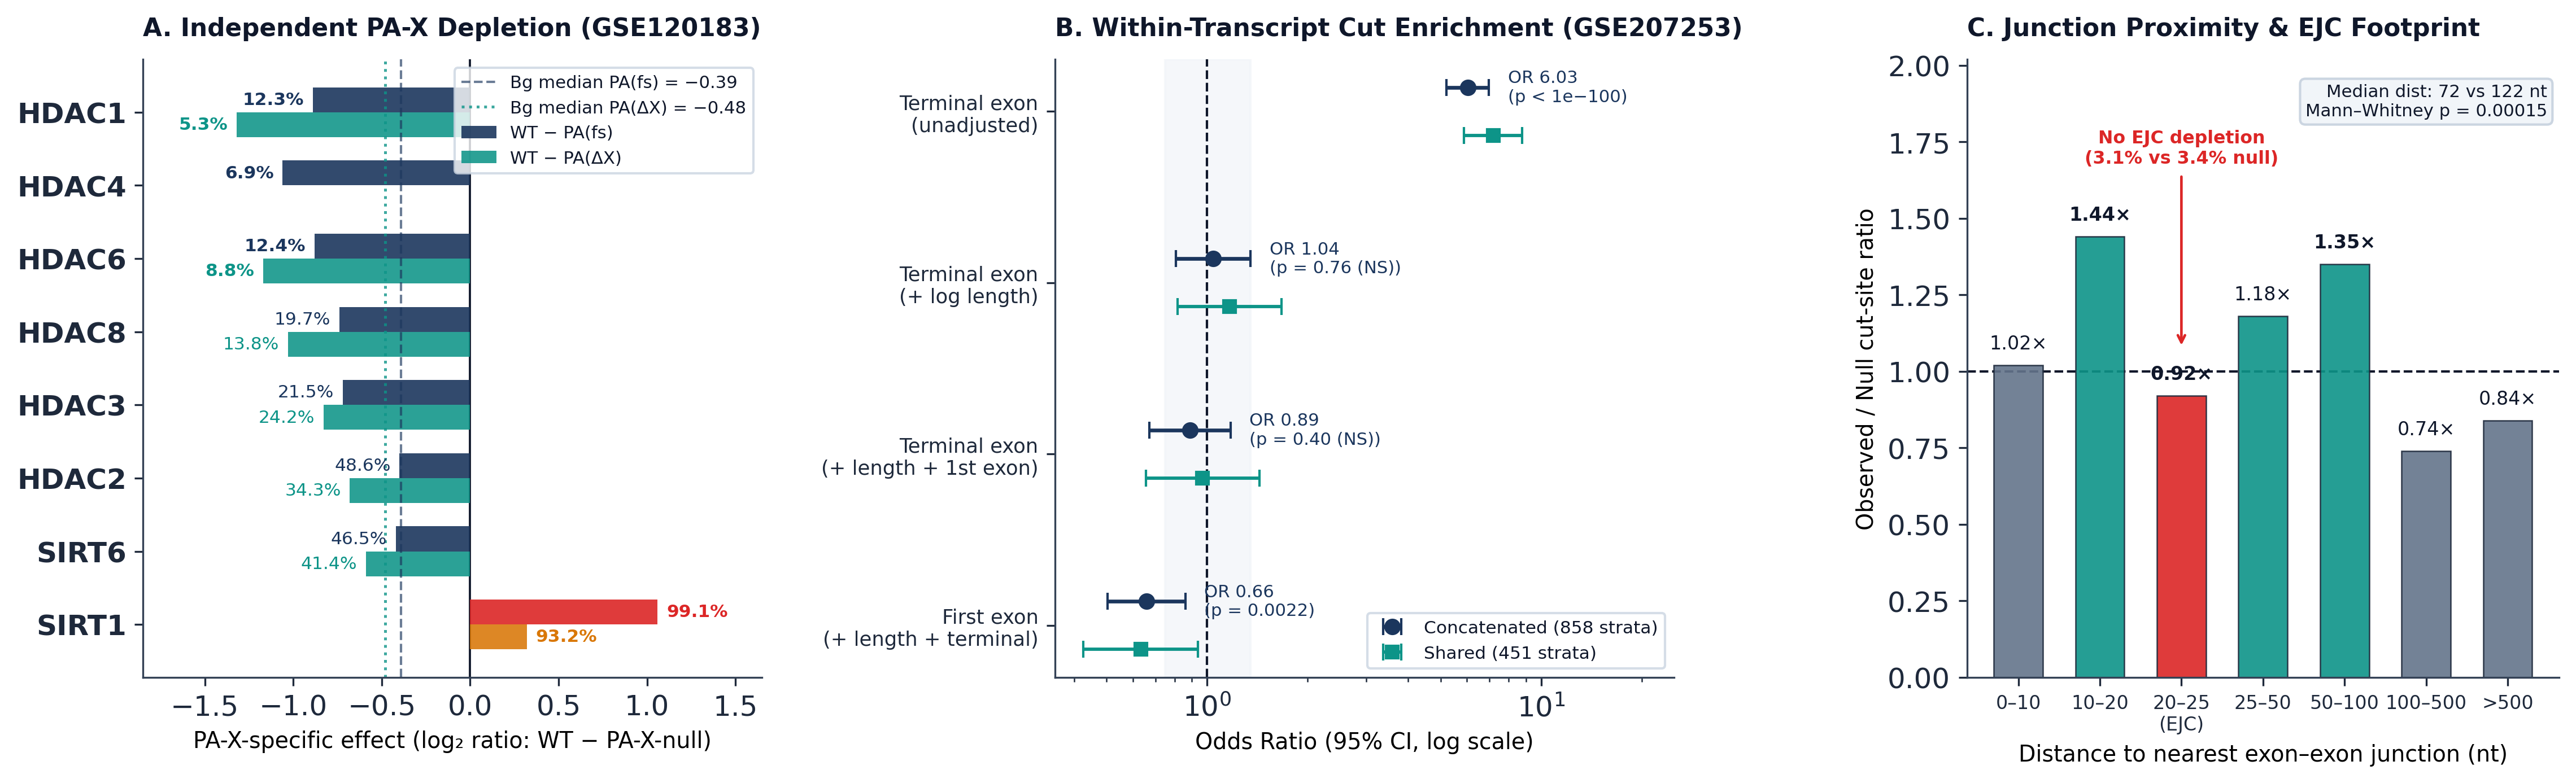 A. Independent PA-X Depletion (GSE120183)
Bg median PA(fs) = −0.39
Bg median PA(ΔX) = −0.48
WT − PA(fs)
WT − PA(ΔX)
HDAC1
12.3%
5.3%
HDAC4
6.9%
HDAC6
12.4%
8.8%
HDAC8
19.7%
13.8%
HDAC3
21.5%
24.2%
HDAC2
48.6%
34.3%
SIRT6
46.5%
41.4%
SIRT1
99.1%
93.2%
−1.5 −1.0 −0.5 0.0 0.5 1.0 1.5
PA-X-specific effect (log₂ ratio: WT − PA-X-null)
B. Within-Transcript Cut Enrichment (GSE207253)
Terminal exon
(unadjusted)
OR 6.03
(p < 1e−100)
Terminal exon
(+ log length)
OR 1.04
(p = 0.76 (NS))
Terminal exon
(+ length + 1st exon)
OR 0.89
(p = 0.40 (NS))
First exon
(+ length + terminal)
OR 0.66
(p = 0.0022)
Concatenated (858 strata)
Shared (451 strata)
10⁰ 10¹
Odds Ratio (95% CI, log scale)
C. Junction Proximity & EJC Footprint
Median dist: 72 vs 122 nt
Mann–Whitney p = 0.00015
No EJC depletion
(3.1% vs 3.4% null)
Observed / Null cut-site ratio
2.00
1.75
1.50
1.25
1.00
0.75
0.50
0.25
0.00
1.02×
1.44×
0.92×
1.18×
1.35×
0.74×
0.84×
0–10 10–20 20–25 25–50 50–100 100–500 >500
(EJC)
Distance to nearest exon–exon junction (nt)